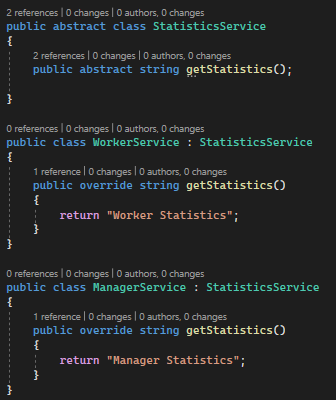 2 references | 0 changes | 0 authors, 0 changes
public abstract class StatisticsService
{
2 references | 0 changes | 0 authors, 0 changes
public abstract string getStatistics();
}
0 references | 0 changes | 0 authors, 0 changes
public class WorkerService : StatisticsService
{
1 reference | 0 changes | 0 authors, 0 changes
public override string getStatistics()
{
return "Worker Statistics";
}
}
0 references | 0 changes | 0 authors, 0 changes
public class ManagerService : StatisticsService
{
1 reference | 0 changes | 0 authors, 0 changes
public override string getStatistics()
{
return "Manager Statistics";
}
}